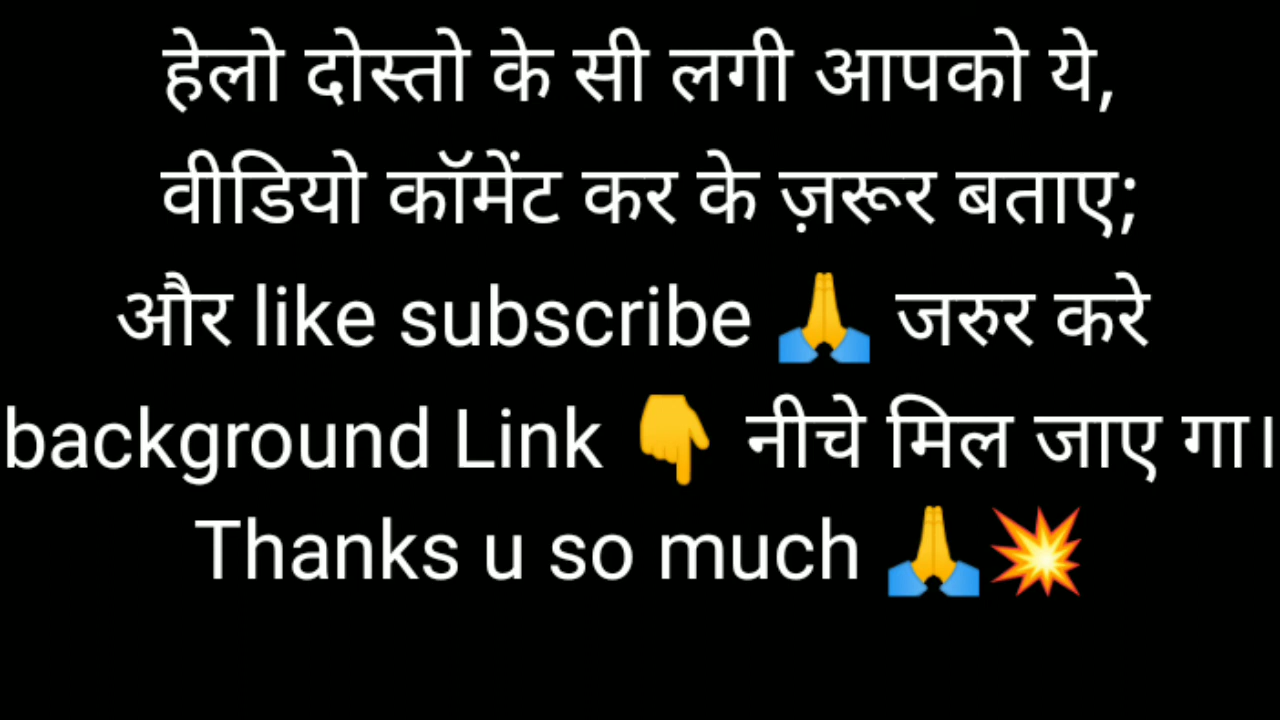 हेलो दोस्तो के सी लगी आपको ये,
वीडियो कॉमेंट कर के ज़रूर बताए;
और like subscribe 🙏 जरुर करे
background Link 👇 नीचे मिल जाए गा।
Thanks u so much 🙏💥